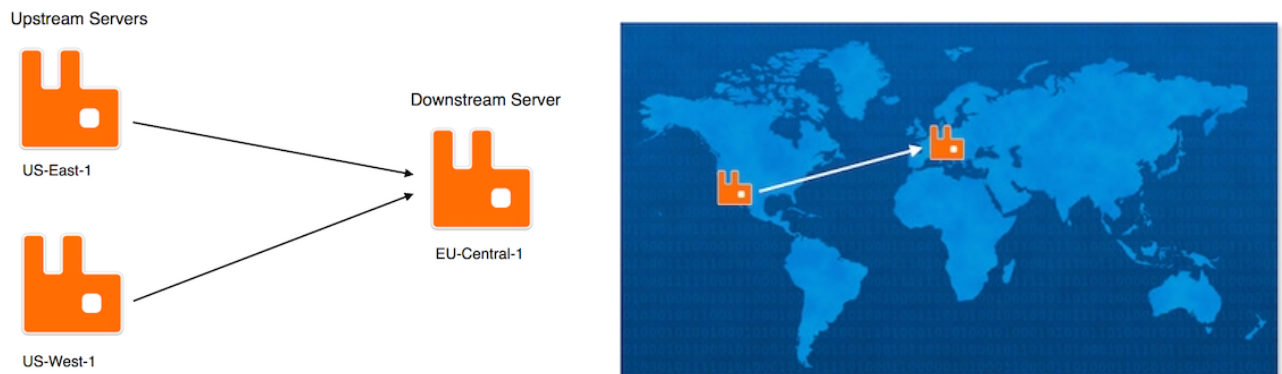 Upstream Servers
US-East-1
Downstream Server
EU-Central-1
US-West-1